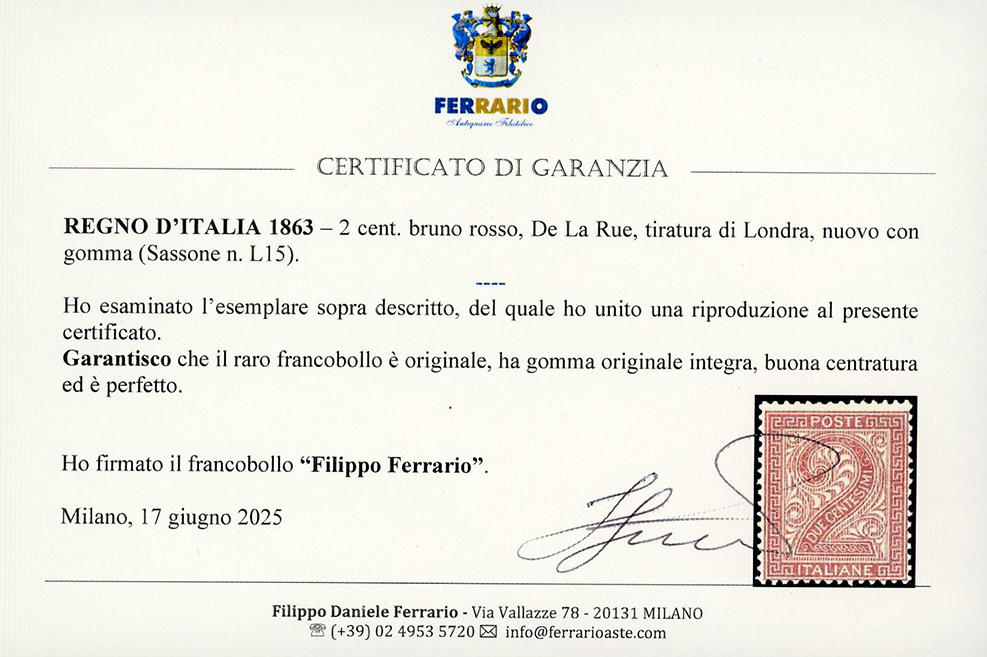 FERRARIO
Antiquario Filatelico
CERTIFICATO DI GARANZIA
REGNO D'ITALIA 1863 – 2 cent. bruno rosso, De La Rue, tiratura di Londra, nuovo con
gomma (Sassone n. L15).
----
Ho esaminato l'esemplare sopra descritto, del quale ho unito una riproduzione al presente
certificato.
Garantisco che il raro francobollo è originale, ha gomma originale integra, buona centratura
ed è perfetto.
Ho firmato il francobollo “Filippo Ferrario”.
Milano, 17 giugno 2025
POSTE
DUE CENTESIMI
ITALIANE
Filippo Daniele Ferrario - Via Vallazze 78 - 20131 MILANO
☏ (+39) 02 4953 5720 ✉ info@ferrarioaste.com